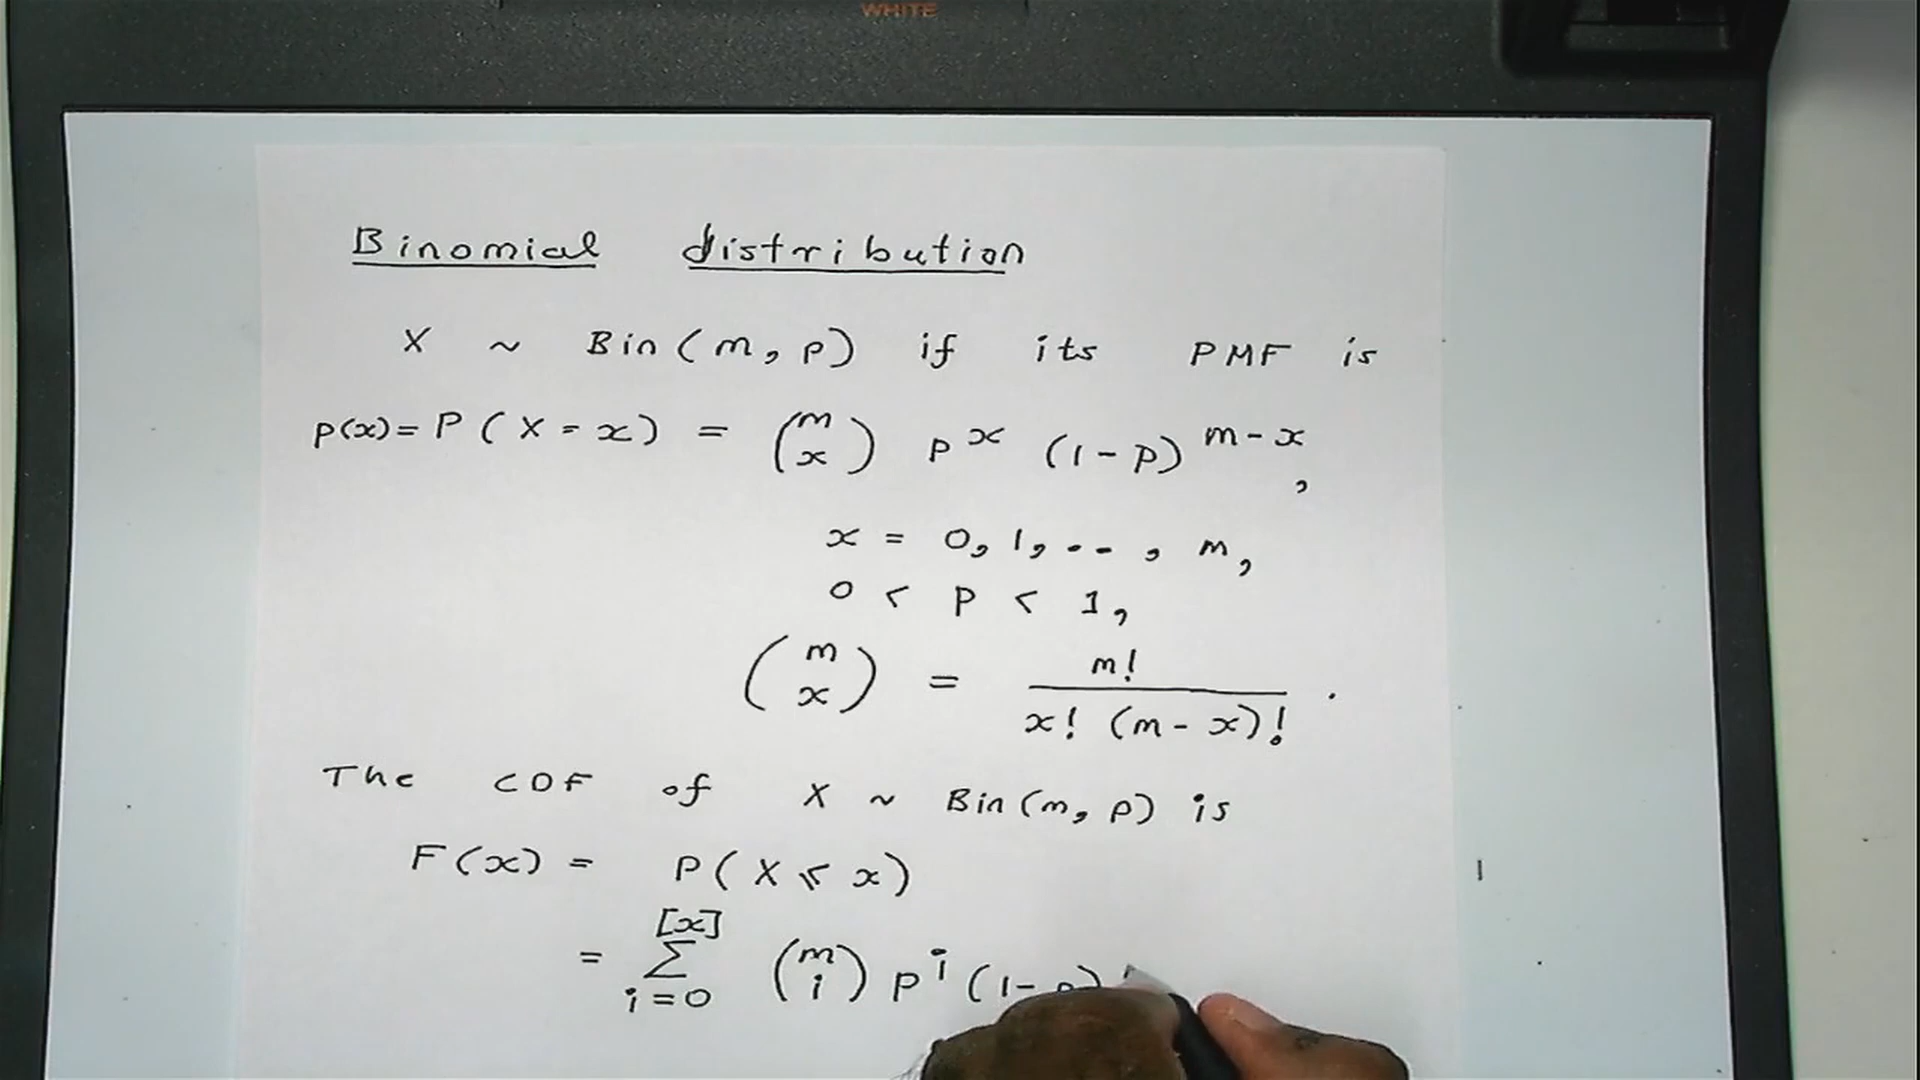 WHITE
Binomial distribution
X ~ Bin(m, p) if its PMF is
p(x) = P(X = x) = (m x) p^x (1-p)^{m-x},
x = 0, 1, .. , m,
0 < p < 1,
(m x) = m! / x! (m-x)! .
The CDF of X ~ Bin(m, p) is
F(x) = P(X ≤ x)
= ∑_{i=0}^{[x]} (m i) p^i (1-p)